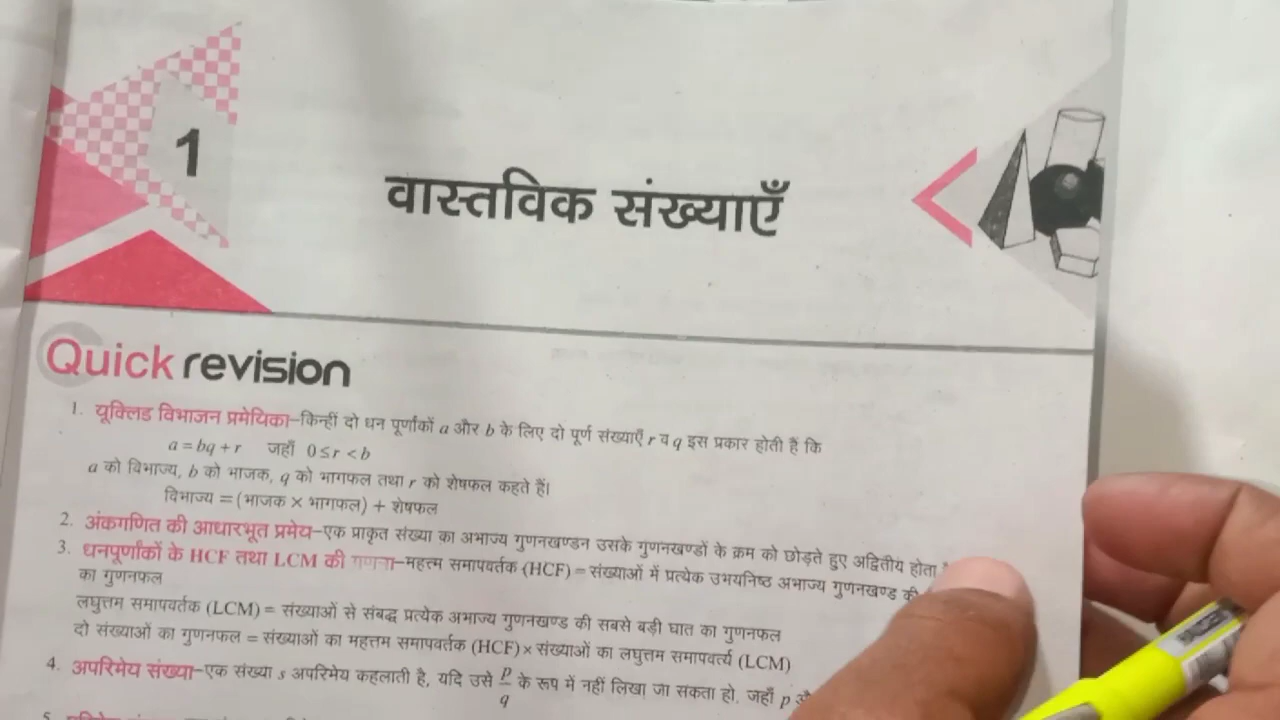 1
वास्तविक संख्याएँ
Quick revision
1. यूक्लिड विभाजन प्रमेयिका–किन्हीं दो धन पूर्णांकों a और b के लिए दो पूर्ण संख्याएँ r व q इस प्रकार होती है कि
a = bq + r जहाँ 0 ≤ r < b
a को विभाज्य, b को भाजक, q को भागफल तथा r को शेषफल कहते हैं।
विभाज्य = (भाजक × भागफल) + शेषफल
2. अंकगणित की आधारभूत प्रमेय–एक प्राकृत संख्या का अभाज्य गुणनखण्डन उसके गुणनखण्डों के क्रम को छोड़ते हुए अद्वितीय होता
3. धनपूर्णांकों के HCF तथा LCM की गणना–महत्तम समापवर्तक (HCF) = संख्याओं में प्रत्येक उभयनिष्ठ अभाज्य गुणनखण्ड की
का गुणनफल
लघुत्तम समापवर्तक (LCM) = संख्याओं से संबद्ध प्रत्येक अभाज्य गुणनखण्ड की सबसे बड़ी घात का गुणनफल
दो संख्याओं का गुणनफल = संख्याओं का महत्तम समापवर्तक (HCF) × संख्याओं का लघुत्तम समापवर्त्य (LCM)
4. अपरिमेय संख्या–एक संख्या s अपरिमेय कहलाती है, यदि उसे p/q के रूप में नहीं लिखा जा सकता हो, जहाँ p
5.